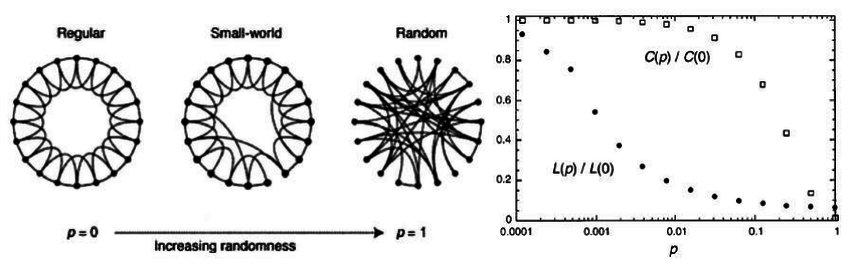 Regular
Small-world
Random
p = 0
Increasing randomness
p = 1
1
0.8
0.6
0.4
0.2
0
C(p) / C(0)
L(p) / L(0)
0.0001
0.001
0.01
0.1
1
p